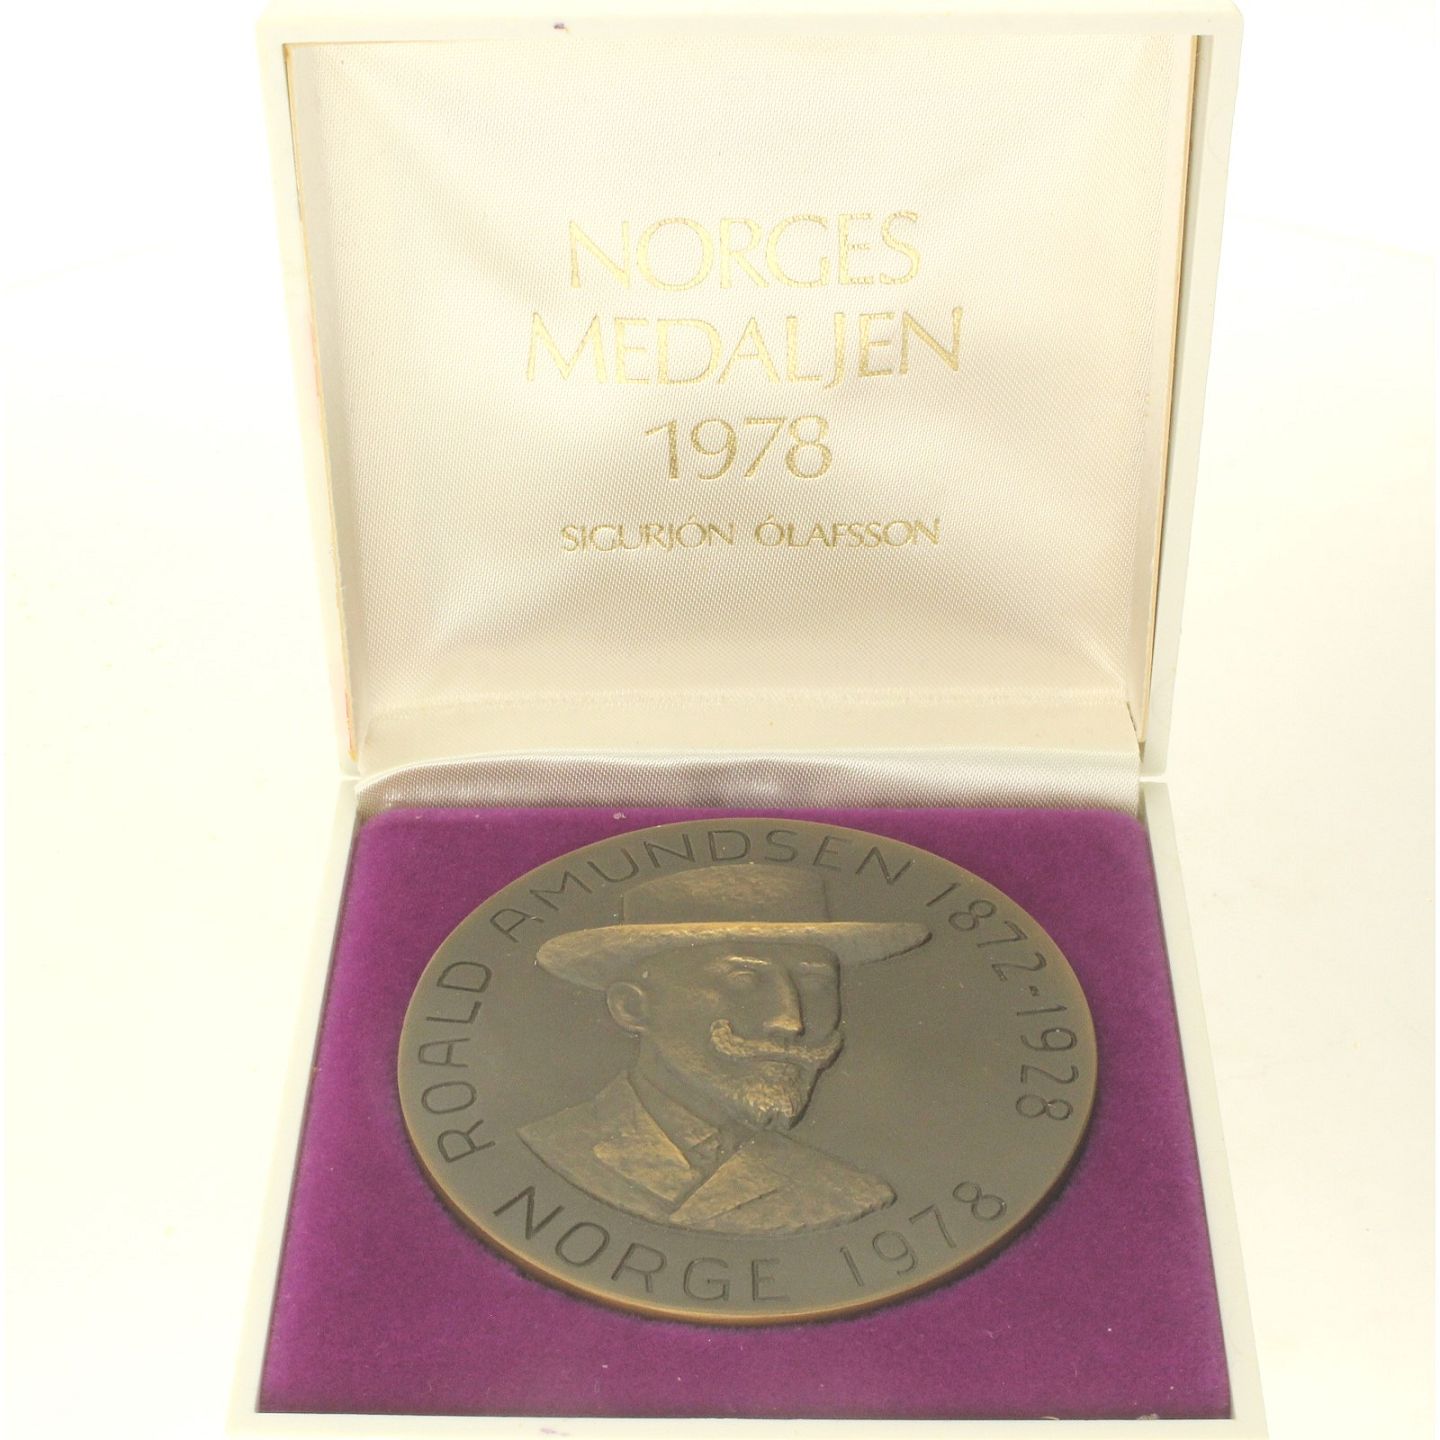 NORGES
MEDALJEN
1978
SIGURJÓN ÓLAFSSON
ROALD AMUNDSEN 1872-1928
NORGE 1978